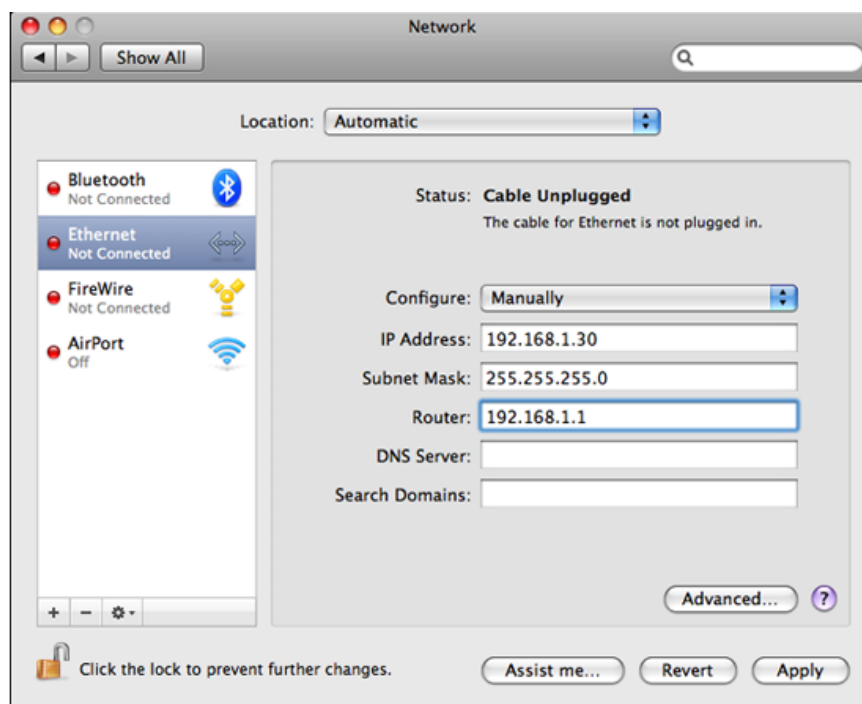 Network
Show All
Location: Automatic
Bluetooth
Not Connected
Ethernet
Not Connected
FireWire
Not Connected
AirPort
Off
Status: Cable Unplugged
The cable for Ethernet is not plugged in.
Configure: Manually
IP Address: 192.168.1.30
Subnet Mask: 255.255.255.0
Router: 192.168.1.1
DNS Server:
Search Domains:
Advanced... ?
Click the lock to prevent further changes.
Assist me... Revert Apply